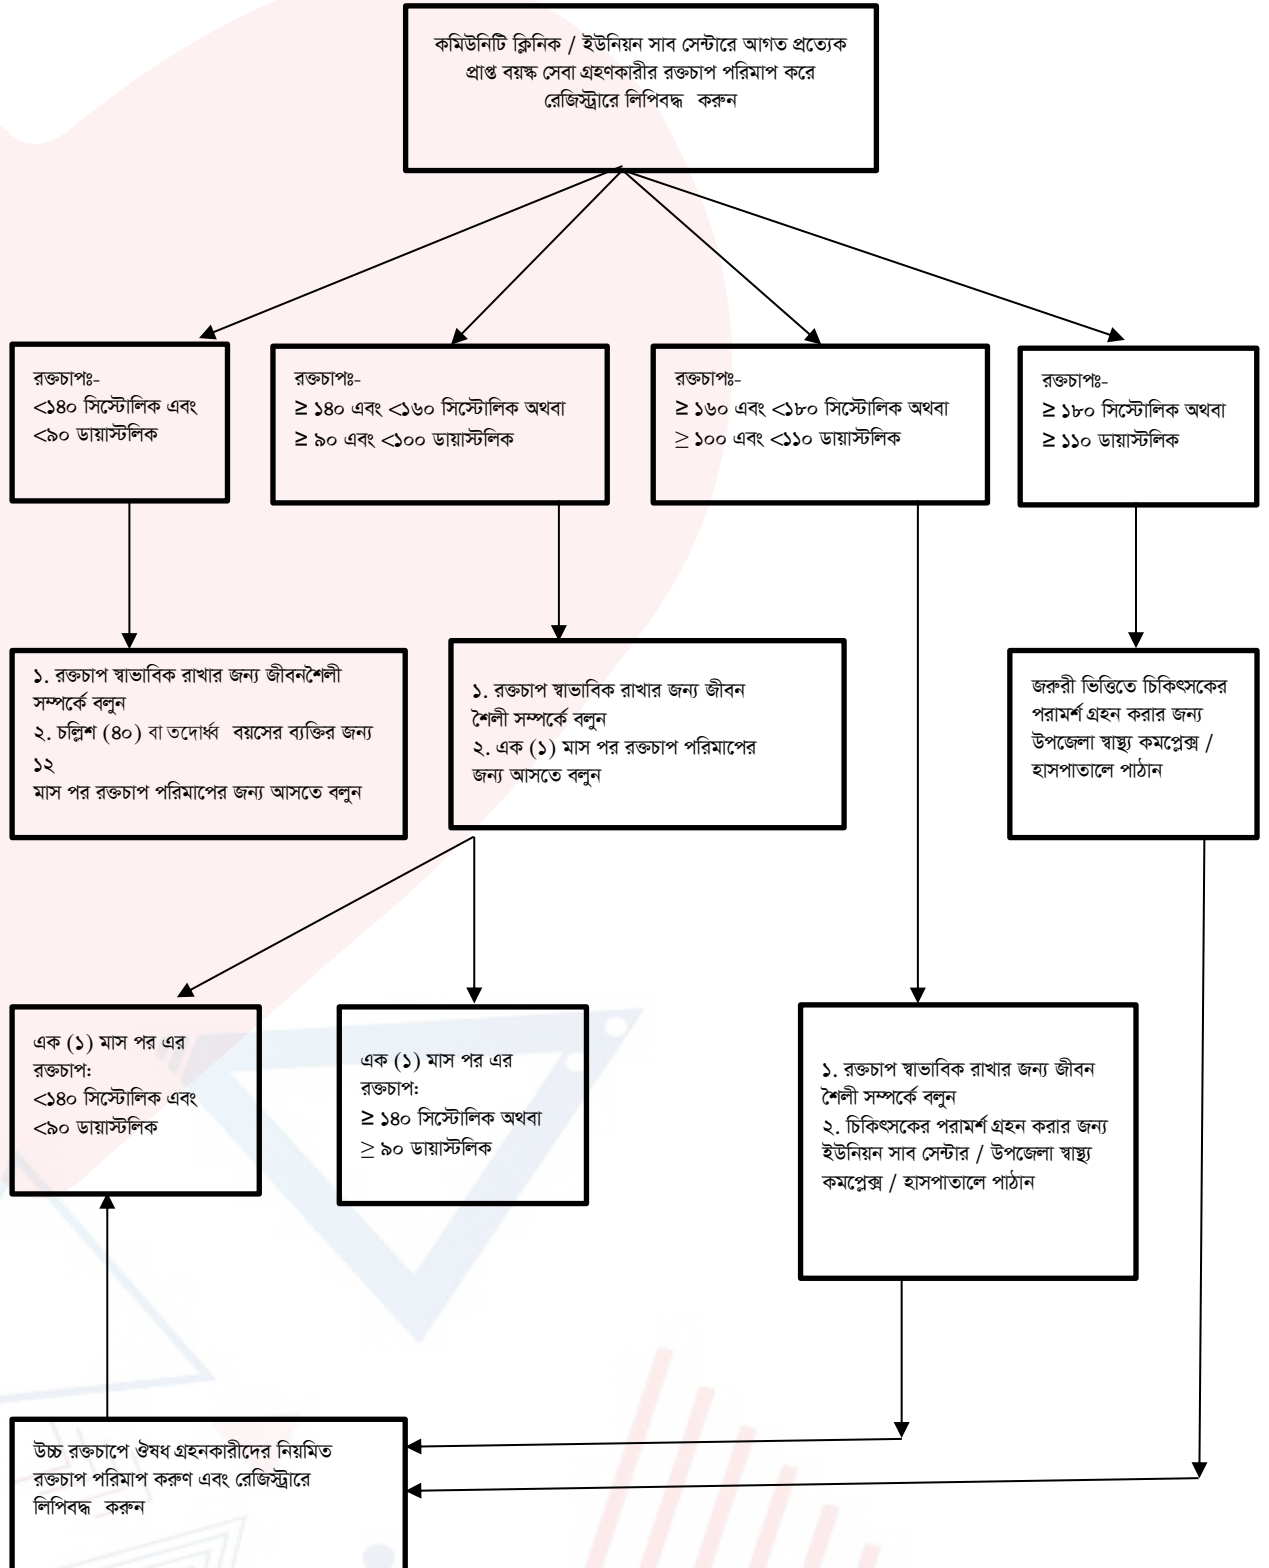 কমিউনিটি ক্লিনিক / ইউনিয়ন সাব সেন্টারে আগত প্রত্যেক
প্রাপ্ত বয়স্ক সেবা গ্রহণকারীর রক্তচাপ পরিমাপ করে
রেজিস্ট্রারে লিপিবদ্ধ করুন
রক্তচাপঃ-
<১৪০ সিস্টোলিক এবং
<৯০ ডায়াস্টলিক
রক্তচাপঃ-
≥ ১৪০ এবং <১৬০ সিস্টোলিক অথবা
≥ ৯০ এবং <১০০ ডায়াস্টলিক
রক্তচাপঃ-
≥ ১৬০ এবং <১৮০ সিস্টোলিক অথবা
≥ ১০০ এবং <১১০ ডায়াস্টলিক
রক্তচাপঃ-
≥ ১৮০ সিস্টোলিক অথবা
≥ ১১০ ডায়াস্টলিক
১. রক্তচাপ স্বাভাবিক রাখার জন্য জীবনশৈলী
সম্পর্কে বলুন
২. চল্লিশ (৪০) বা তদোর্ধ্ব বয়সের ব্যক্তির জন্য
১২
মাস পর রক্তচাপ পরিমাপের জন্য আসতে বলুন
১. রক্তচাপ স্বাভাবিক রাখার জন্য জীবন
শৈলী সম্পর্কে বলুন
২. এক (১) মাস পর রক্তচাপ পরিমাপের
জন্য আসতে বলুন
জরুরী ভিত্তিতে চিকিৎসকের
পরামর্শ গ্রহন করার জন্য
উপজেলা স্বাস্থ্য কমপ্লেক্স /
হাসপাতালে পাঠান
এক (১) মাস পর এর
রক্তচাপ:
<১৪০ সিস্টোলিক এবং
<৯০ ডায়াস্টলিক
এক (১) মাস পর এর
রক্তচাপ:
≥ ১৪০ সিস্টোলিক অথবা
≥ ৯০ ডায়াস্টলিক
১. রক্তচাপ স্বাভাবিক রাখার জন্য জীবন
শৈলী সম্পর্কে বলুন
২. চিকিৎসকের পরামর্শ গ্রহন করার জন্য
ইউনিয়ন সাব সেন্টার / উপজেলা স্বাস্থ্য
কমপ্লেক্স / হাসপাতালে পাঠান
উচ্চ রক্তচাপে ঔষধ গ্রহনকারীদের নিয়মিত
রক্তচাপ পরিমাপ করুণ এবং রেজিস্ট্রারে
লিপিবদ্ধ করুন